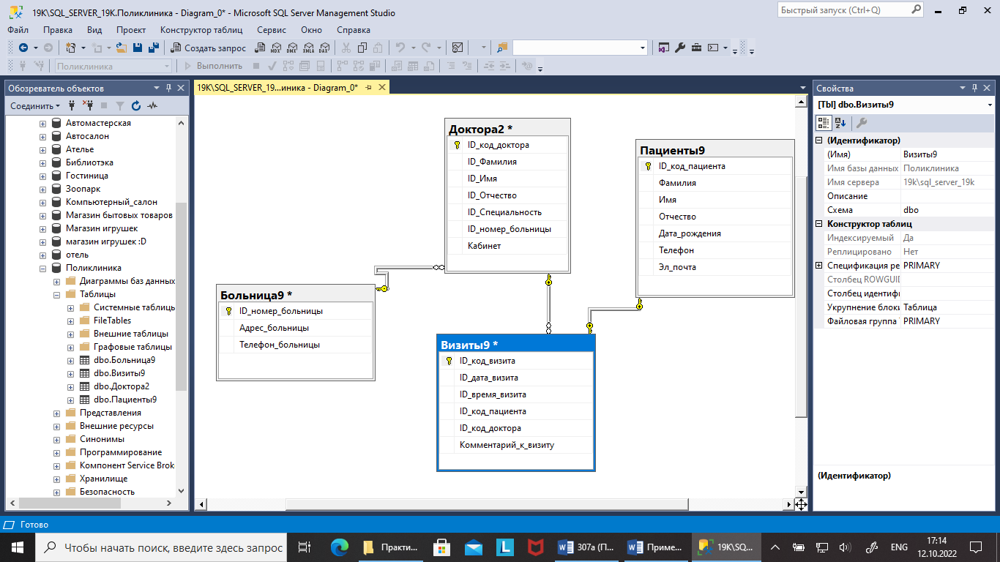 19K\SQL_SERVER_19K.Поликлиника - Diagram_0* - Microsoft SQL Server Management Studio
Быстрый запуск (Ctrl+Q)
Файл Правка Вид Проект Конструктор таблиц Сервис Окно Справка
Создать запрос MDX DMX XMLA DAX
Поликлиника Выполнить
Обозреватель объектов
Соединить
Автомастерская
Автосалон
Ателье
Библиотэка
Гостиница
Зоопарк
Компьютерный_салон
Магазин бытовых товаров
Магазин игрушек
магазин игрушек :D
отель
Поликлиника
Диаграммы баз данных
Таблицы
Системные таблицы
FileTables
Внешние таблицы
Графовые таблицы
dbo.Больница9
dbo.Визиты9
dbo.Доктора2
dbo.Пациенты9
Представления
Внешние ресурсы
Синонимы
Программирование
Компонент Service Brok
Хранилище
Безопасность
19K\SQL_SERVER_19...иника - Diagram_0*
Доктора2 *
ID_код_доктора
ID_Фамилия
ID_Имя
ID_Отчество
ID_Специальность
ID_номер_больницы
Кабинет
Пациенты9
ID_код_пациента
Фамилия
Имя
Отчество
Дата_рождения
Телефон
Эл_почта
Больница9 *
ID_номер_больницы
Адрес_больницы
Телефон_больницы
Визиты9 *
ID_код_визита
ID_дата_визита
ID_время_визита
ID_код_пациента
ID_код_доктора
Комментарий_к_визиту
Свойства
[Tbl] dbo.Визиты9
(Идентификатор)
(Имя) Визиты9
Имя базы данных Поликлиника
Имя сервера 19k\sql_server_19k
Описание
Схема dbo
Конструктор таблиц
Индексируемый Да
Реплицировано Нет
Спецификация ре PRIMARY
Столбец ROWGUID
Столбец идентифи
Укрупнение блоки Таблица
Файловая группа PRIMARY
(Идентификатор)
Готово
Чтобы начать поиск, введите здесь запрос
Практи...
L
307а (П...
Приме...
19K\SQ...
ENG
17:14
12.10.2022